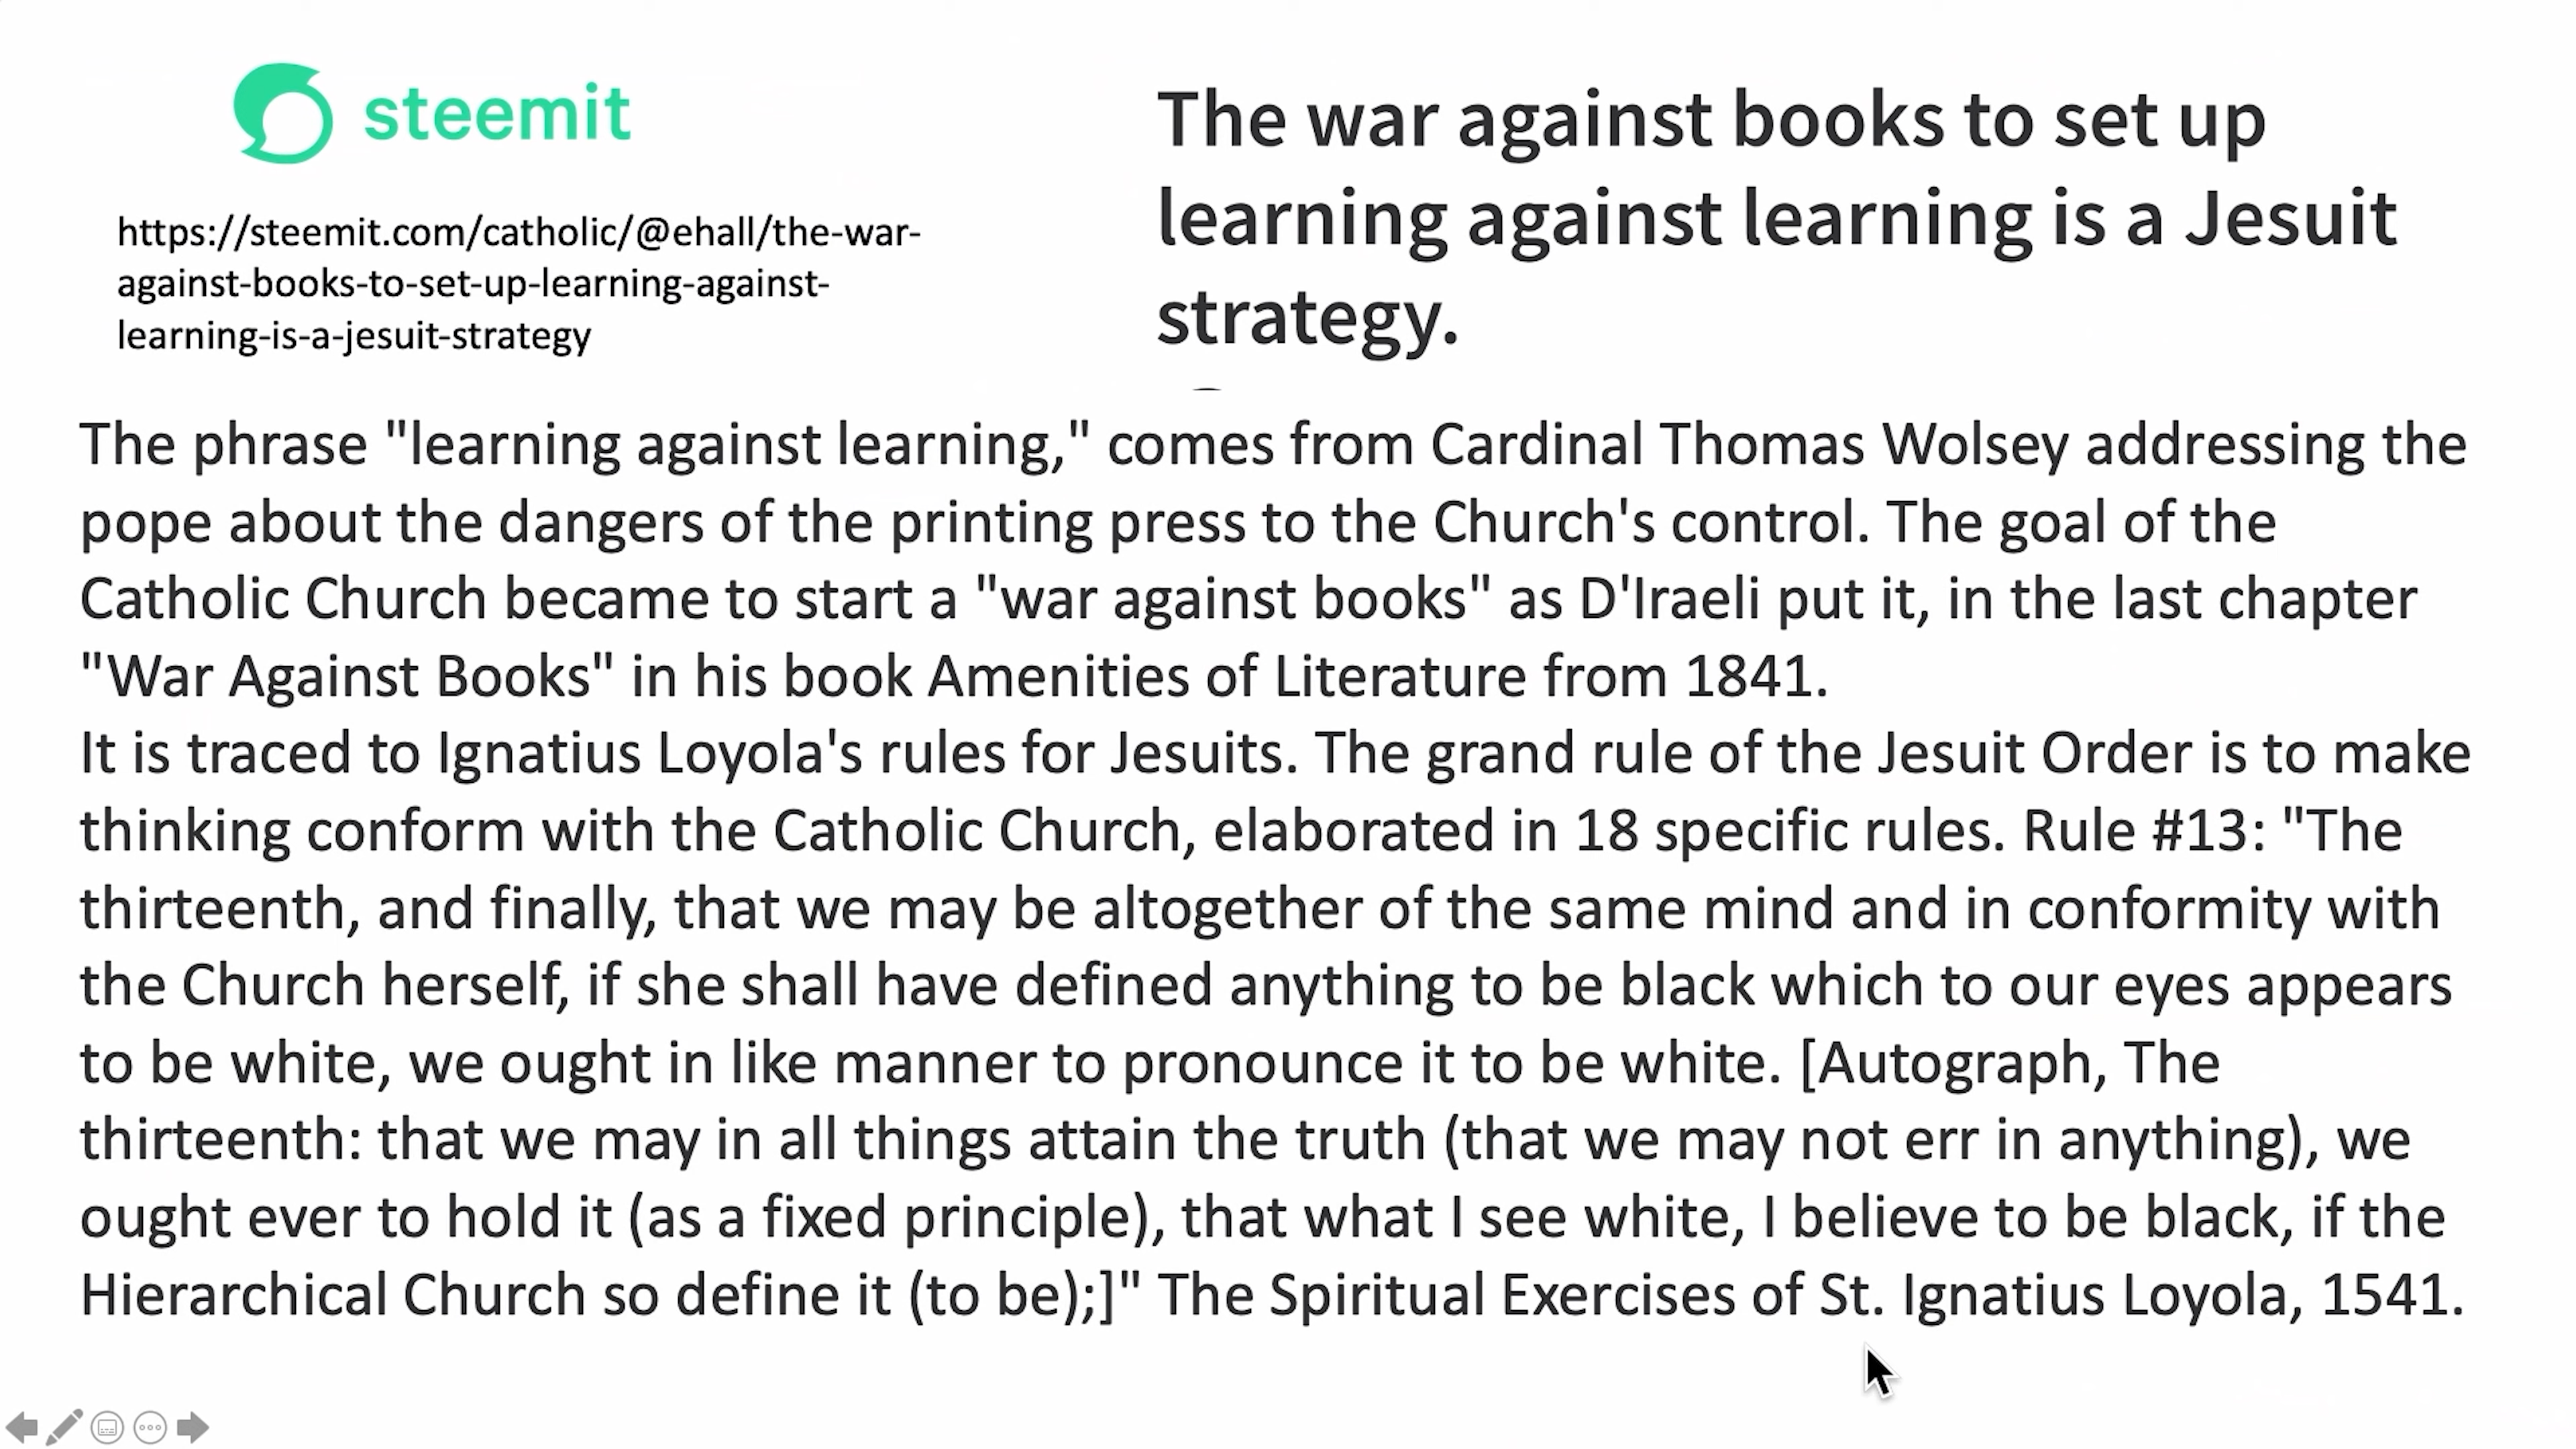 steemit
https://steemit.com/catholic/@ehall/the-war-
against-books-to-set-up-learning-against-
learning-is-a-jesuit-strategy
The war against books to set up
learning against learning is a Jesuit
strategy.
The phrase "learning against learning," comes from Cardinal Thomas Wolsey addressing the
pope about the dangers of the printing press to the Church's control. The goal of the
Catholic Church became to start a "war against books" as D'Iraeli put it, in the last chapter
"War Against Books" in his book Amenities of Literature from 1841.
It is traced to Ignatius Loyola's rules for Jesuits. The grand rule of the Jesuit Order is to make
thinking conform with the Catholic Church, elaborated in 18 specific rules. Rule #13: "The
thirteenth, and finally, that we may be altogether of the same mind and in conformity with
the Church herself, if she shall have defined anything to be black which to our eyes appears
to be white, we ought in like manner to pronounce it to be white. [Autograph, The
thirteenth: that we may in all things attain the truth (that we may not err in anything), we
ought ever to hold it (as a fixed principle), that what I see white, I believe to be black, if the
Hierarchical Church so define it (to be);]" The Spiritual Exercises of St. Ignatius Loyola, 1541.